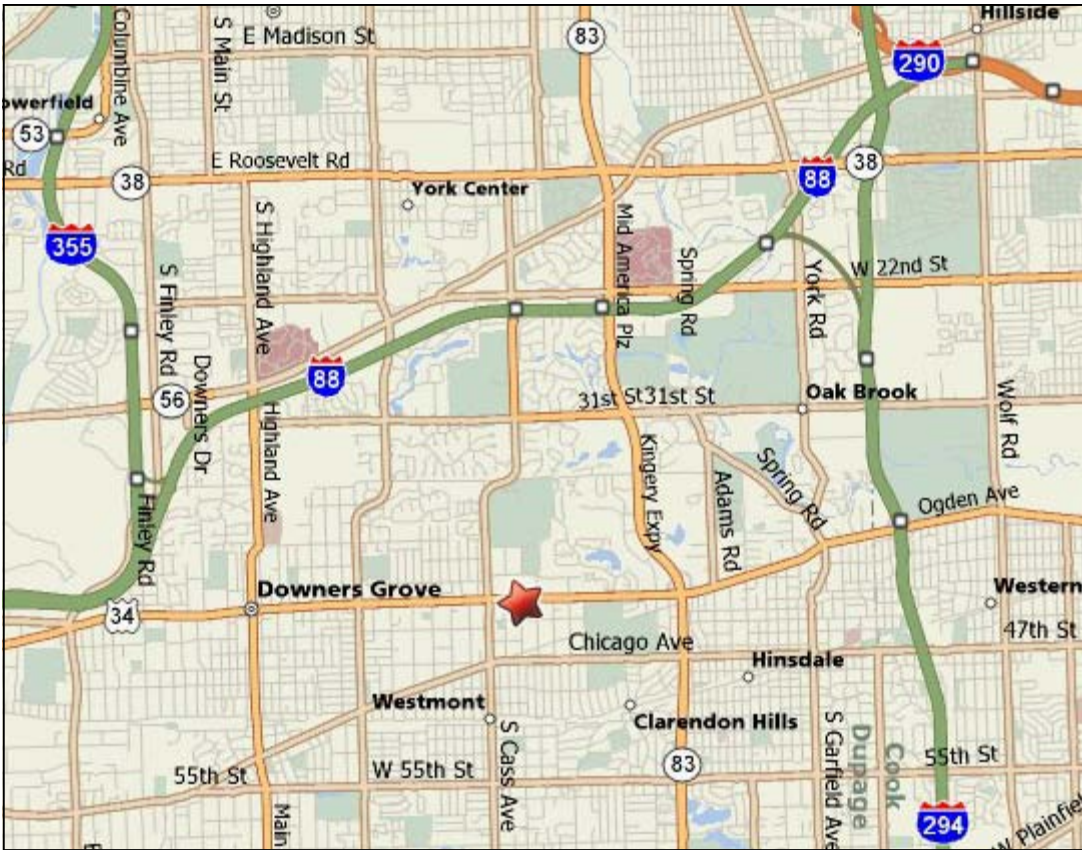 Columbine Ave
S Main St
E Madison St
83
Hillside
290
owerfield
53
Rd
38
E Roosevelt Rd
York Center
88
38
355
S Finley Rd
S Highland Ave
Mid America Plz
Spring Rd
York Rd
W 22nd St
88
56
Downers Dr
Highland Ave
31st St
31st St
Oak Brook
Wolf Rd
Kingery Expy
Adams Rd
Spring Rd
Ogden Ave
Finley Rd
34
Downers Grove
Western
47th St
Chicago Ave
Hinsdale
Westmont
Clarendon Hills
S Cass Ave
83
S Garfield Ave
Dupage
Cook
55th St
W 55th St
55th St
Main
294
W Plainfield